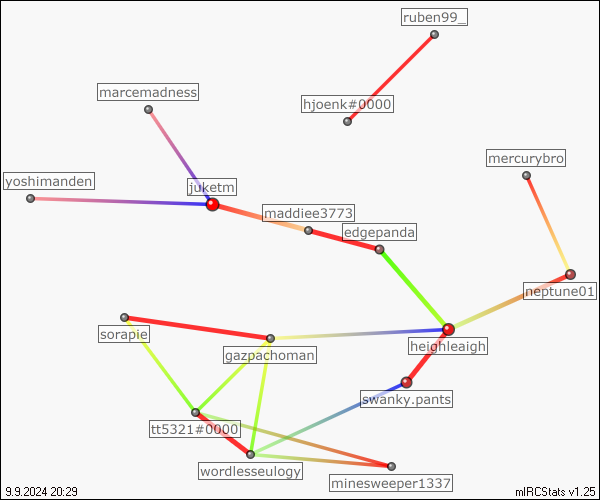 ruben99_
marcemadness
hjoenk#0000
mercurybro
yoshimanden
juketm
maddiee3773
edgepanda
neptune01
sorapie
heighleaigh
gazpachoman
swanky.pants
tt5321#0000
wordlesseulogy
minesweeper1337
9.9.2024 20:29
mIRCStats v1.25